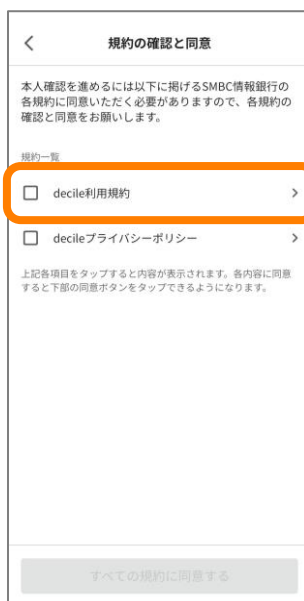 規約の確認と同意
本人確認を進めるには以下に掲げるSMBC情報銀行の
各規約に同意いただく必要がありますので、各規約の
確認と同意をお願いします。
規約一覧
decile利用規約
decileプライバシーポリシー
上記各項目をタップすると内容が表示されます。各内容に同意
すると下部の同意ボタンをタップできるようになります。
すべての規約に同意する